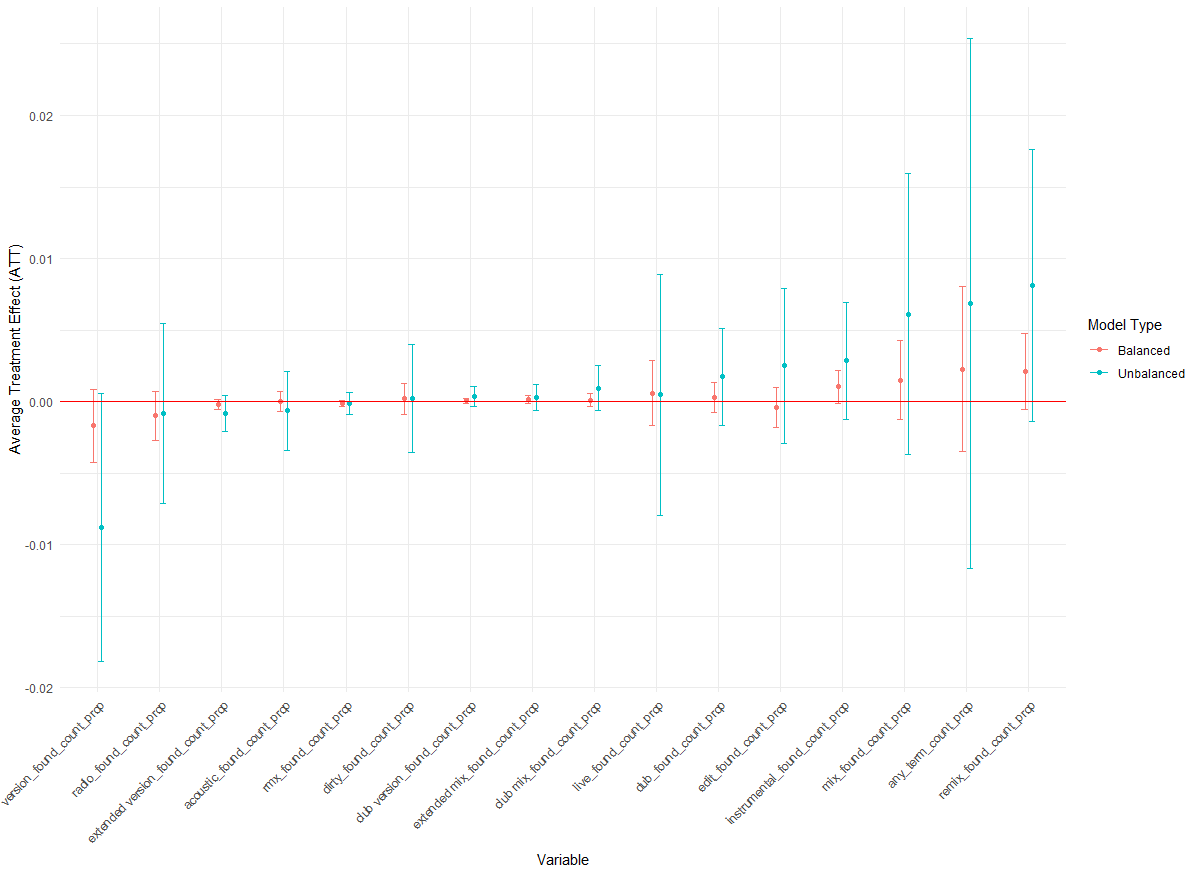 0.02
0.01
0.00
-0.01
-0.02
Average Treatment Effect (ATT)
version_found_count_prop
radio_found_count_prop
extended version_found_count_prop
acoustic_found_count_prop
rmx_found_count_prop
dirty_found_count_prop
dub version_found_count_prop
extended mix_found_count_prop
dub mix_found_count_prop
live_found_count_prop
dub_found_count_prop
edit_found_count_prop
instrumental_found_count_prop
mix_found_count_prop
any_term_count_prop
remix_found_count_prop
Variable
Model Type
Balanced
Unbalanced